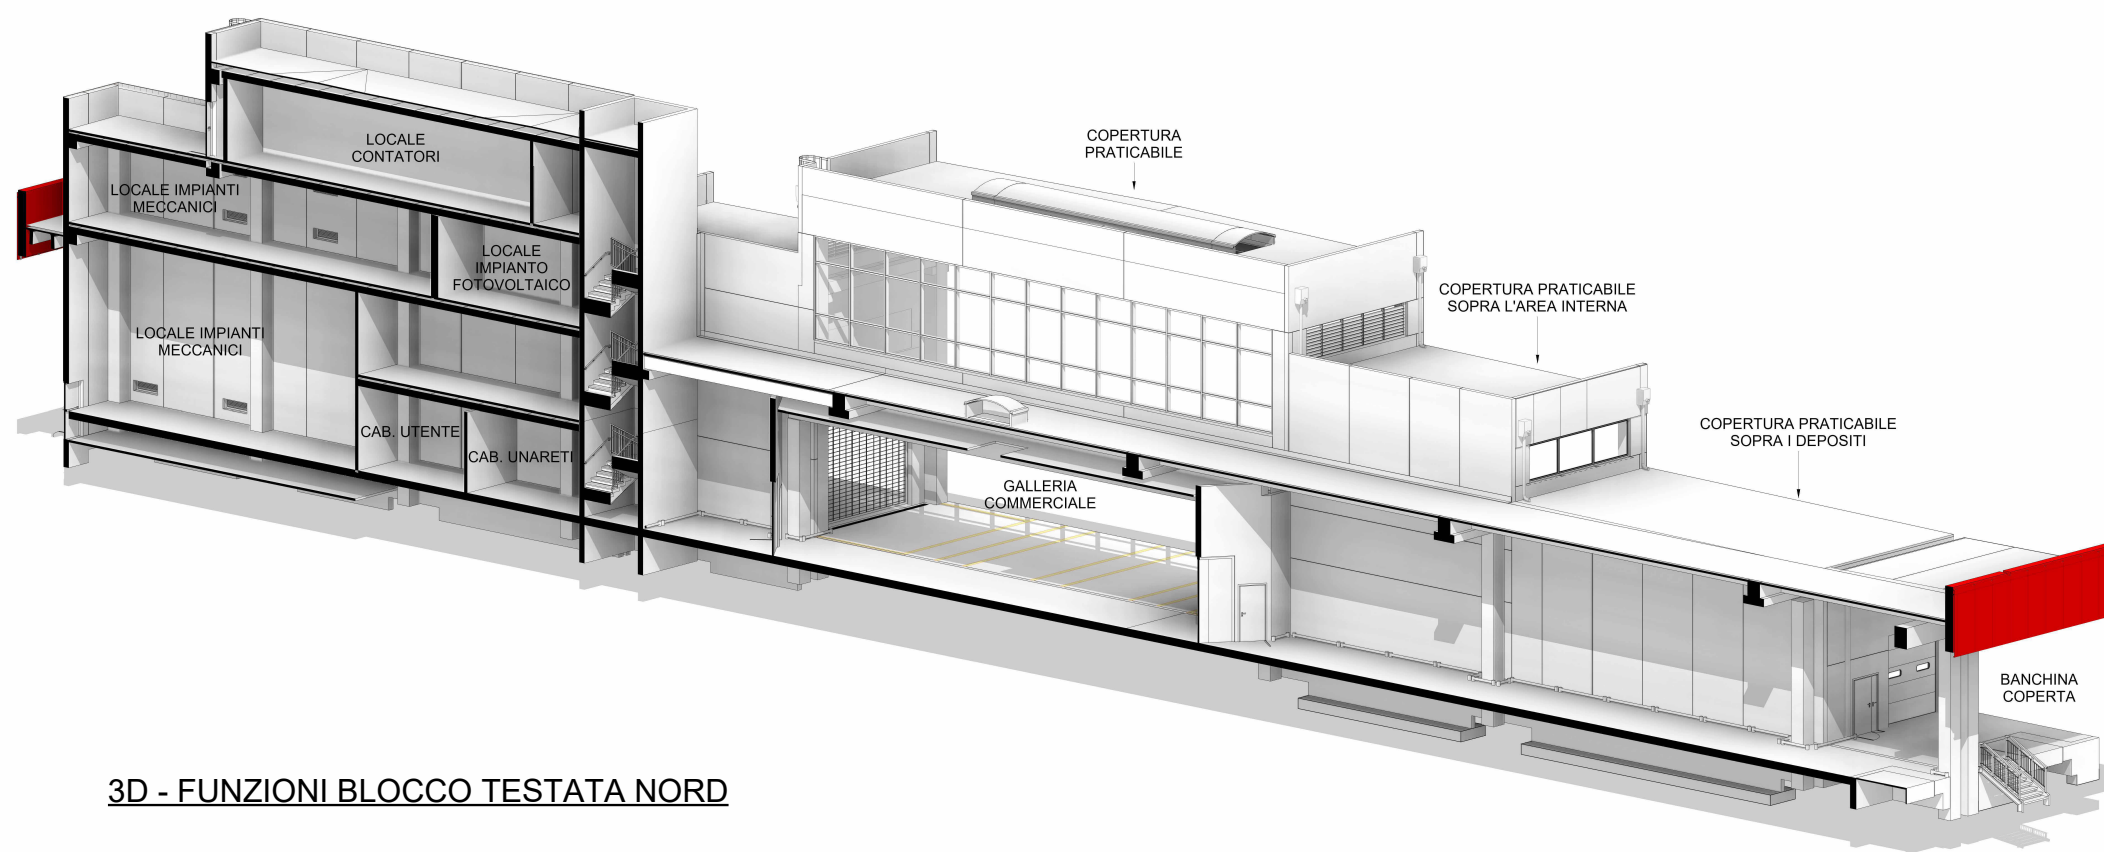 COPERTURA
PRATICABILE
LOCALE
CONTATORI
LOCALE IMPIANTI
MECCANICI
LOCALE
IMPIANTO
FOTOVOLTAICO
COPERTURA PRATICABILE
SOPRA L'AREA INTERNA
LOCALE IMPIANTI
MECCANICI
COPERTURA PRATICABILE
SOPRA I DEPOSITI
CAB. UTENTE
CAB. UNARETI
GALLERIA
COMMERCIALE
BANCHINA
COPERTA
3D - FUNZIONI BLOCCO TESTATA NORD